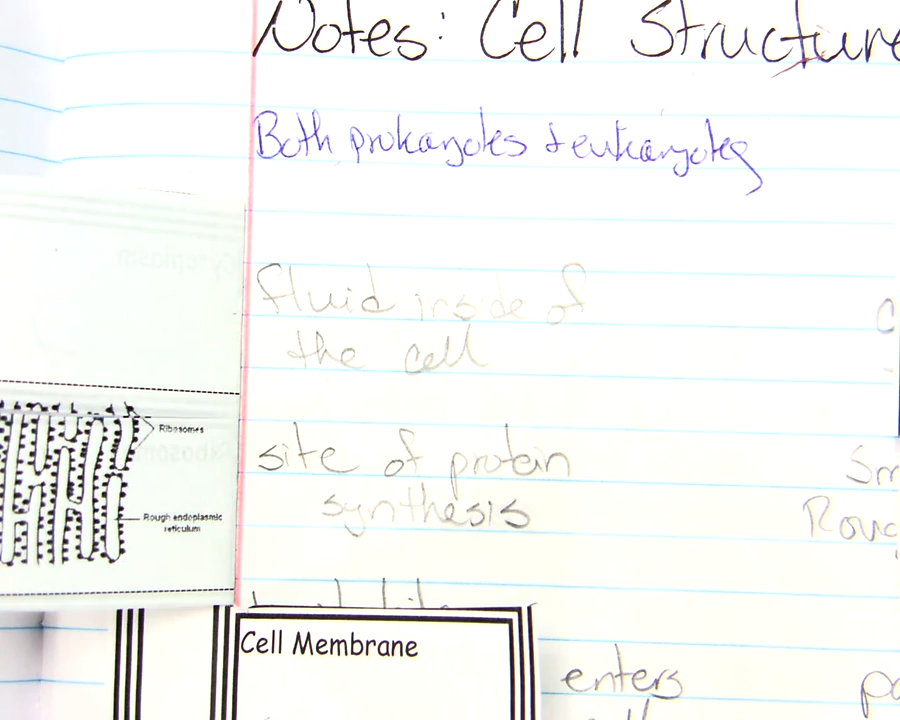 Notes: Cell Structure
Both prokaryotes + eukaryotes
Cytoplasm
fluid inside of
the cell
Ribosomes
Rough endoplasmic
reticulum
site of protein
synthesis
Cell Membrane
enters